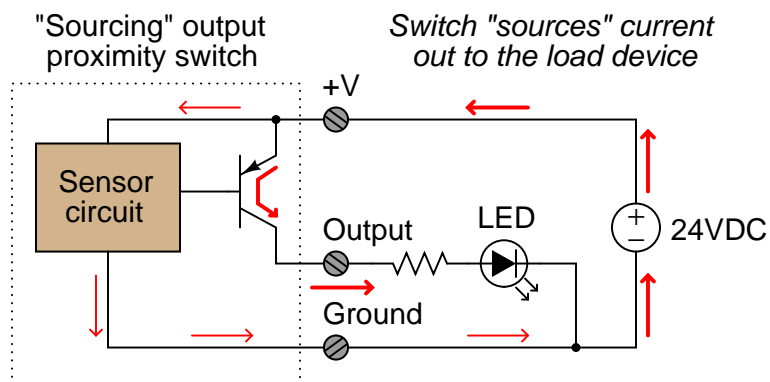 "Sourcing" output
proximity switch
Switch "sources" current
out to the load device
+V
Sensor
circuit
Output
LED
+
−
24VDC
Ground